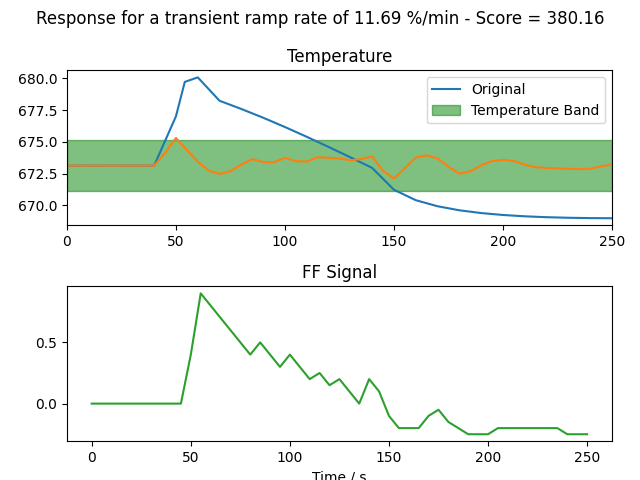 Response for a transient ramp rate of 11.69 %/min - Score = 380.16
Temperature
680.0
677.5
675.0
672.5
670.0
Original
Temperature Band
0 50 100 150 200 250
FF Signal
0.5
0.0
0 50 100 150 200 250
Time / s